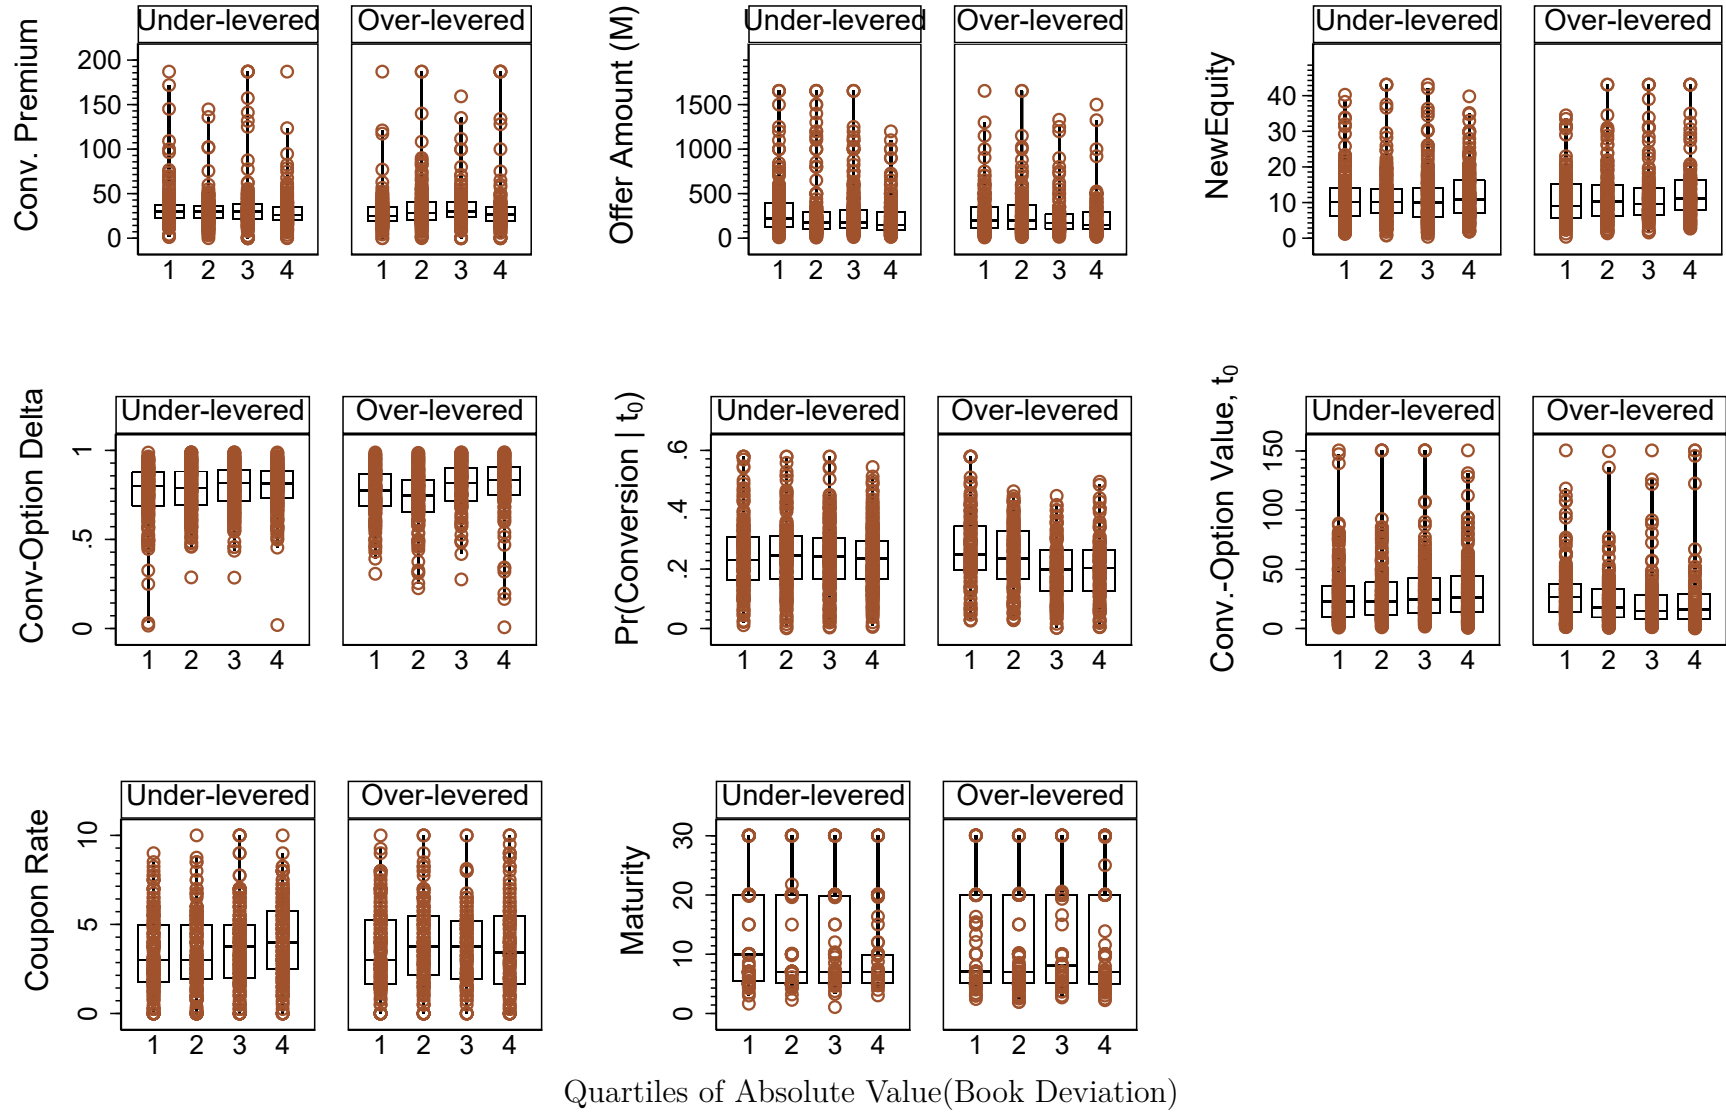 Conv. Premium
Under-levered
Over-levered
200
150
100
50
0
1 2 3 4
1 2 3 4
Offer Amount (M)
Under-levered
Over-levered
1500
1000
500
0
1 2 3 4
1 2 3 4
NewEquity
Under-levered
Over-levered
40
30
20
10
0
1 2 3 4
1 2 3 4
Conv-Option Delta
Under-levered
Over-levered
1
.5
0
1 2 3 4
1 2 3 4
Pr(Conversion | t0)
Under-levered
Over-levered
.6
.4
.2
0
1 2 3 4
1 2 3 4
Conv.-Option Value, t0
Under-levered
Over-levered
150
100
50
0
1 2 3 4
1 2 3 4
Coupon Rate
Under-levered
Over-levered
10
5
0
1 2 3 4
1 2 3 4
Maturity
Under-levered
Over-levered
30
20
10
0
1 2 3 4
1 2 3 4
Quartiles of Absolute Value(Book Deviation)